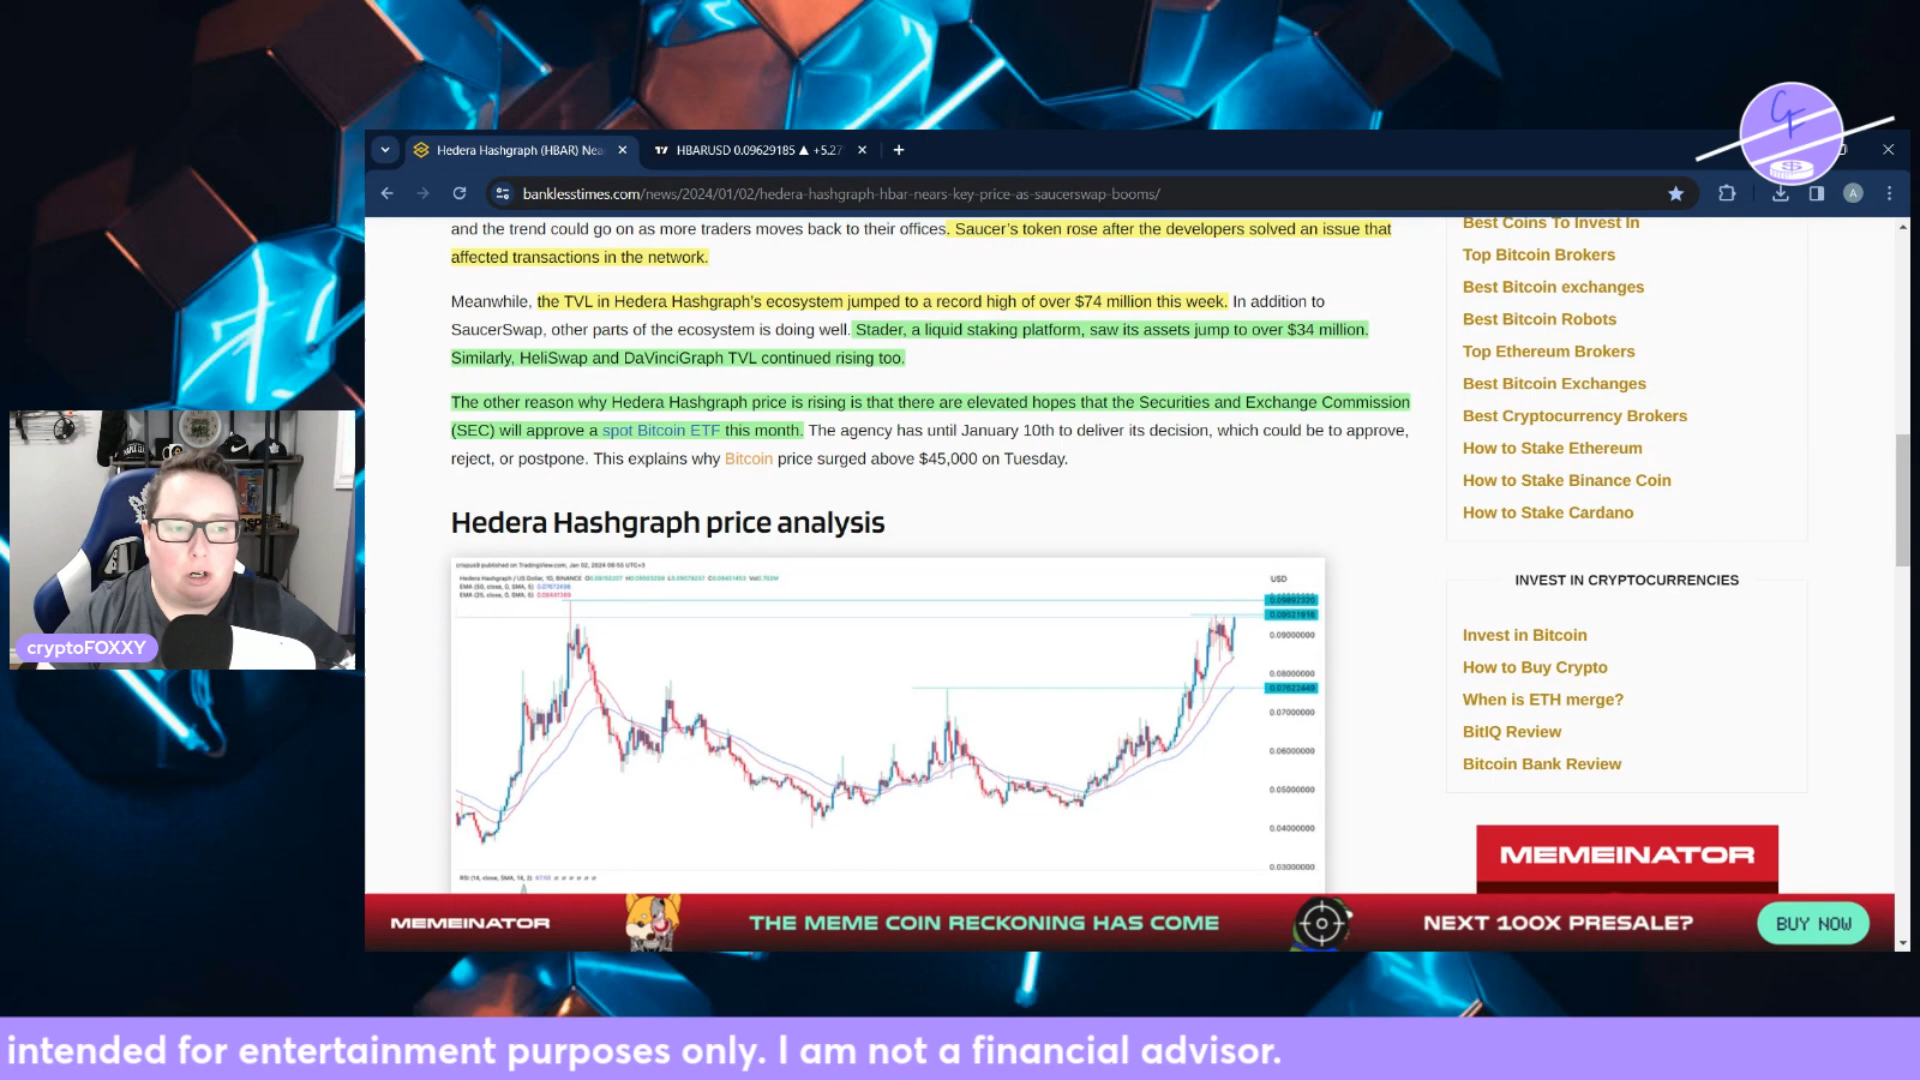 Hedera Hashgraph (HBAR) Nea
HBARUSD 0.09629185 ▲ +5.27
banklesstimes.com/news/2024/01/02/hedera-hashgraph-hbar-nears-key-price-as-saucerswap-booms/
A
and the trend could go on as more traders moves back to their offices. Saucer's token rose after the developers solved an issue that
affected transactions in the network.
Meanwhile, the TVL in Hedera Hashgraph's ecosystem jumped to a record high of over $74 million this week. In addition to
SaucerSwap, other parts of the ecosystem is doing well. Stader, a liquid staking platform, saw its assets jump to over $34 million.
Similarly, HeliSwap and DaVinciGraph TVL continued rising too.
The other reason why Hedera Hashgraph price is rising is that there are elevated hopes that the Securities and Exchange Commission
(SEC) will approve a spot Bitcoin ETF this month. The agency has until January 10th to deliver its decision, which could be to approve,
reject, or postpone. This explains why Bitcoin price surged above $45,000 on Tuesday.
Hedera Hashgraph price analysis
USD
0.09000000
0.08000000
0.07000000
0.06000000
0.05000000
0.04000000
0.03000000
Best Coins To Invest In
Top Bitcoin Brokers
Best Bitcoin exchanges
Best Bitcoin Robots
Top Ethereum Brokers
Best Bitcoin Exchanges
Best Cryptocurrency Brokers
How to Stake Ethereum
How to Stake Binance Coin
How to Stake Cardano
INVEST IN CRYPTOCURRENCIES
Invest in Bitcoin
How to Buy Crypto
When is ETH merge?
BitIQ Review
Bitcoin Bank Review
MEMEINATOR
MEMEINATOR
THE MEME COIN RECKONING HAS COME
NEXT 100X PRESALE?
BUY NOW
cryptoFOXXY
intended for entertainment purposes only. I am not a financial advisor.